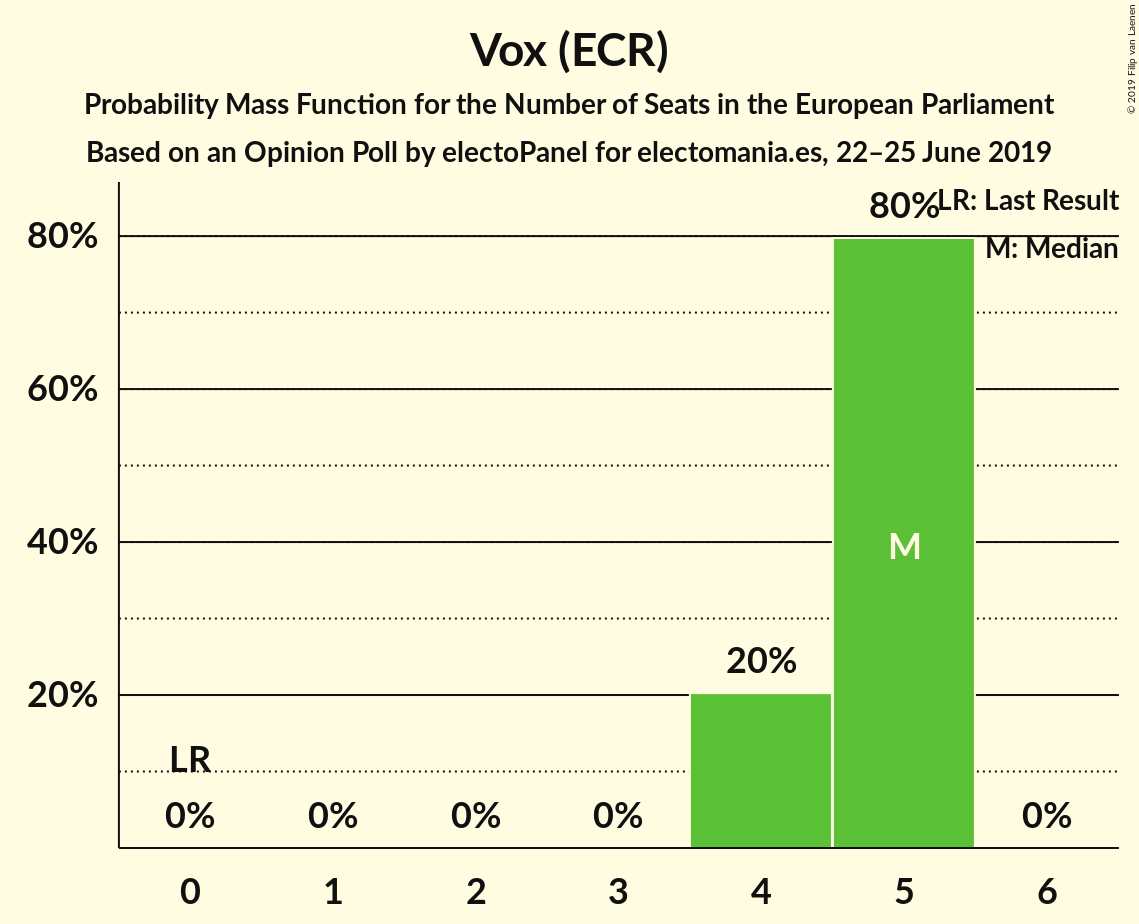 Vox (ECR)
Probability Mass Function for the Number of Seats in the European Parliament
Based on an Opinion Poll by electoPanel for electomania.es, 22–25 June 2019
© 2019 Filip van Laenen
LR: Last Result
M: Median
80%
60%
40%
20%
LR
0%
0%
0%
0%
20%
80%
M
0%
0
1
2
3
4
5
6